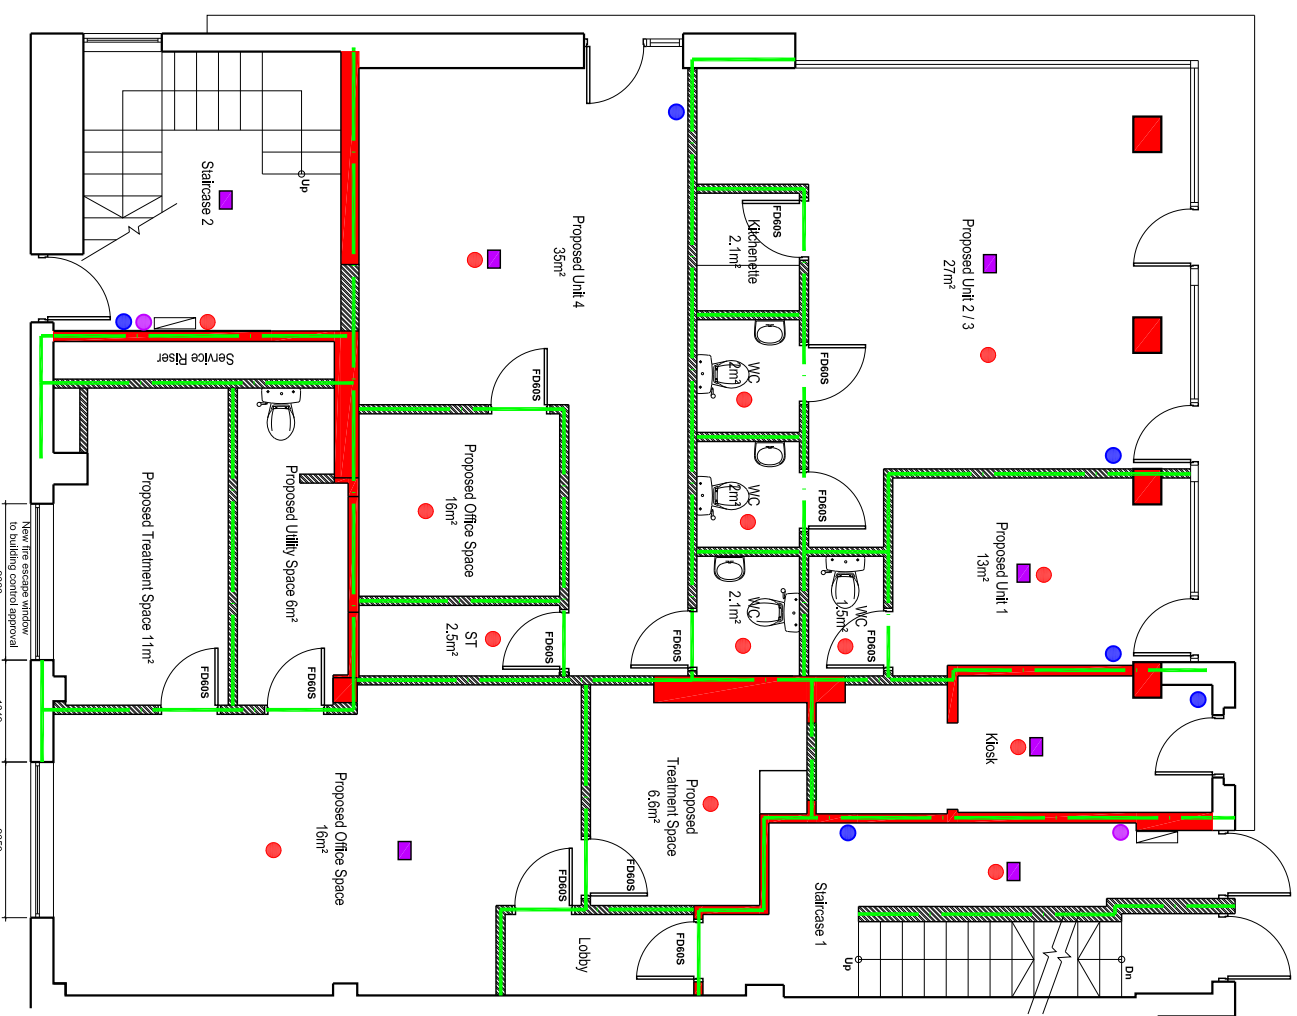 Staircase 2
Up
Service Riser
Proposed Unit 4
35m²
FD60S
Kitchenette
2.1m²
Proposed Unit 2 / 3
27m²
FD60S
WC
2m²
FD60S
WC
2m²
FD60S
Proposed Office Space
16m²
Proposed Unit 1
13m²
Proposed Treatment Space 11m²
Proposed Utility Space 6m²
New fire escape window
to building control approval
ST
2.5m²
FD60S
WC
2.1m²
FD60S
WC
1.5m²
FD60S
FD60S
FD60S
Kiosk
Proposed
Treatment Space
6.6m²
Proposed Office Space
16m²
FD60S
FD60S
Lobby
FD60S
Staircase 1
Up
Dn